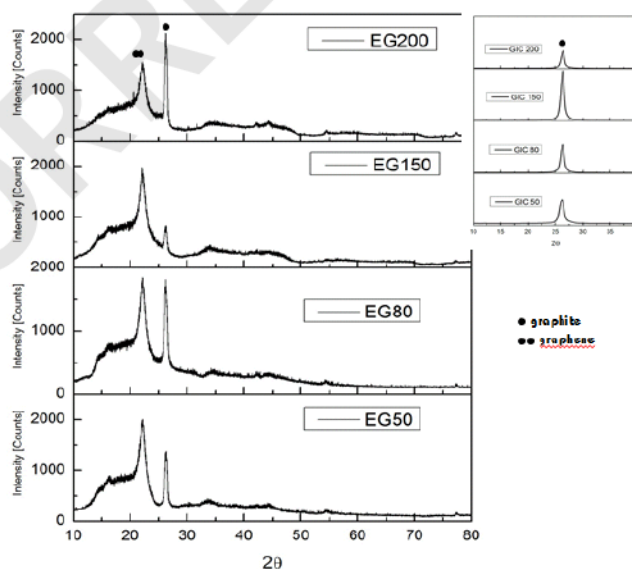 2000
EG200
Intensity [Counts]
1000
0
2000
EG150
Intensity [Counts]
1000
2000
EG80
Intensity [Counts]
1000
0
2000
EG50
Intensity [Counts]
1000
0
10 20 30 40 50 60 70 80
2θ
GIC 200
GIC 150
GIC 80
GIC 50
10 15 20 25 30 35
2θ
graphite
graphene